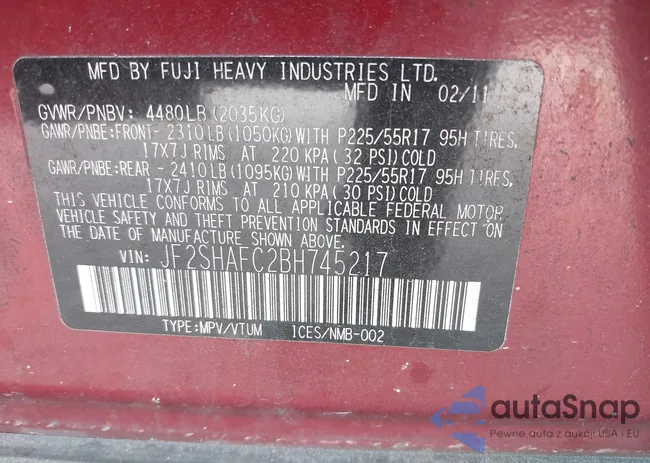 MFD BY FUJI HEAVY INDUSTRIES LTD.
MFD IN 02/11
GVWR/PNBV: 4480LB(2035KG)
GAWR/PNBE:FRONT- 2310LB(1050KG)WITH P225/55R17 95H TIRES,
17X7J RIMS AT 220 KPA(32 PSI)COLD
GAWR/PNBE:REAR - 2410LB(1095KG)WITH P225/55R17 95H TIRES,
17X7J RIMS AT 210 KPA(30 PSI)COLD
THIS VEHICLE CONFORMS TO ALL APPLICABLE FEDERAL MOTOR
VEHICLE SAFETY AND THEFT PREVENTION STANDARDS IN EFFECT ON
THE DATE OF MANUFACTURE SHOWN ABOVE.
VIN: JF2SHAFC2BH745217
TYPE:MPV/VTUM ICES/NMB-002
autaSnap
Pewne auta z aukcji USA i EU